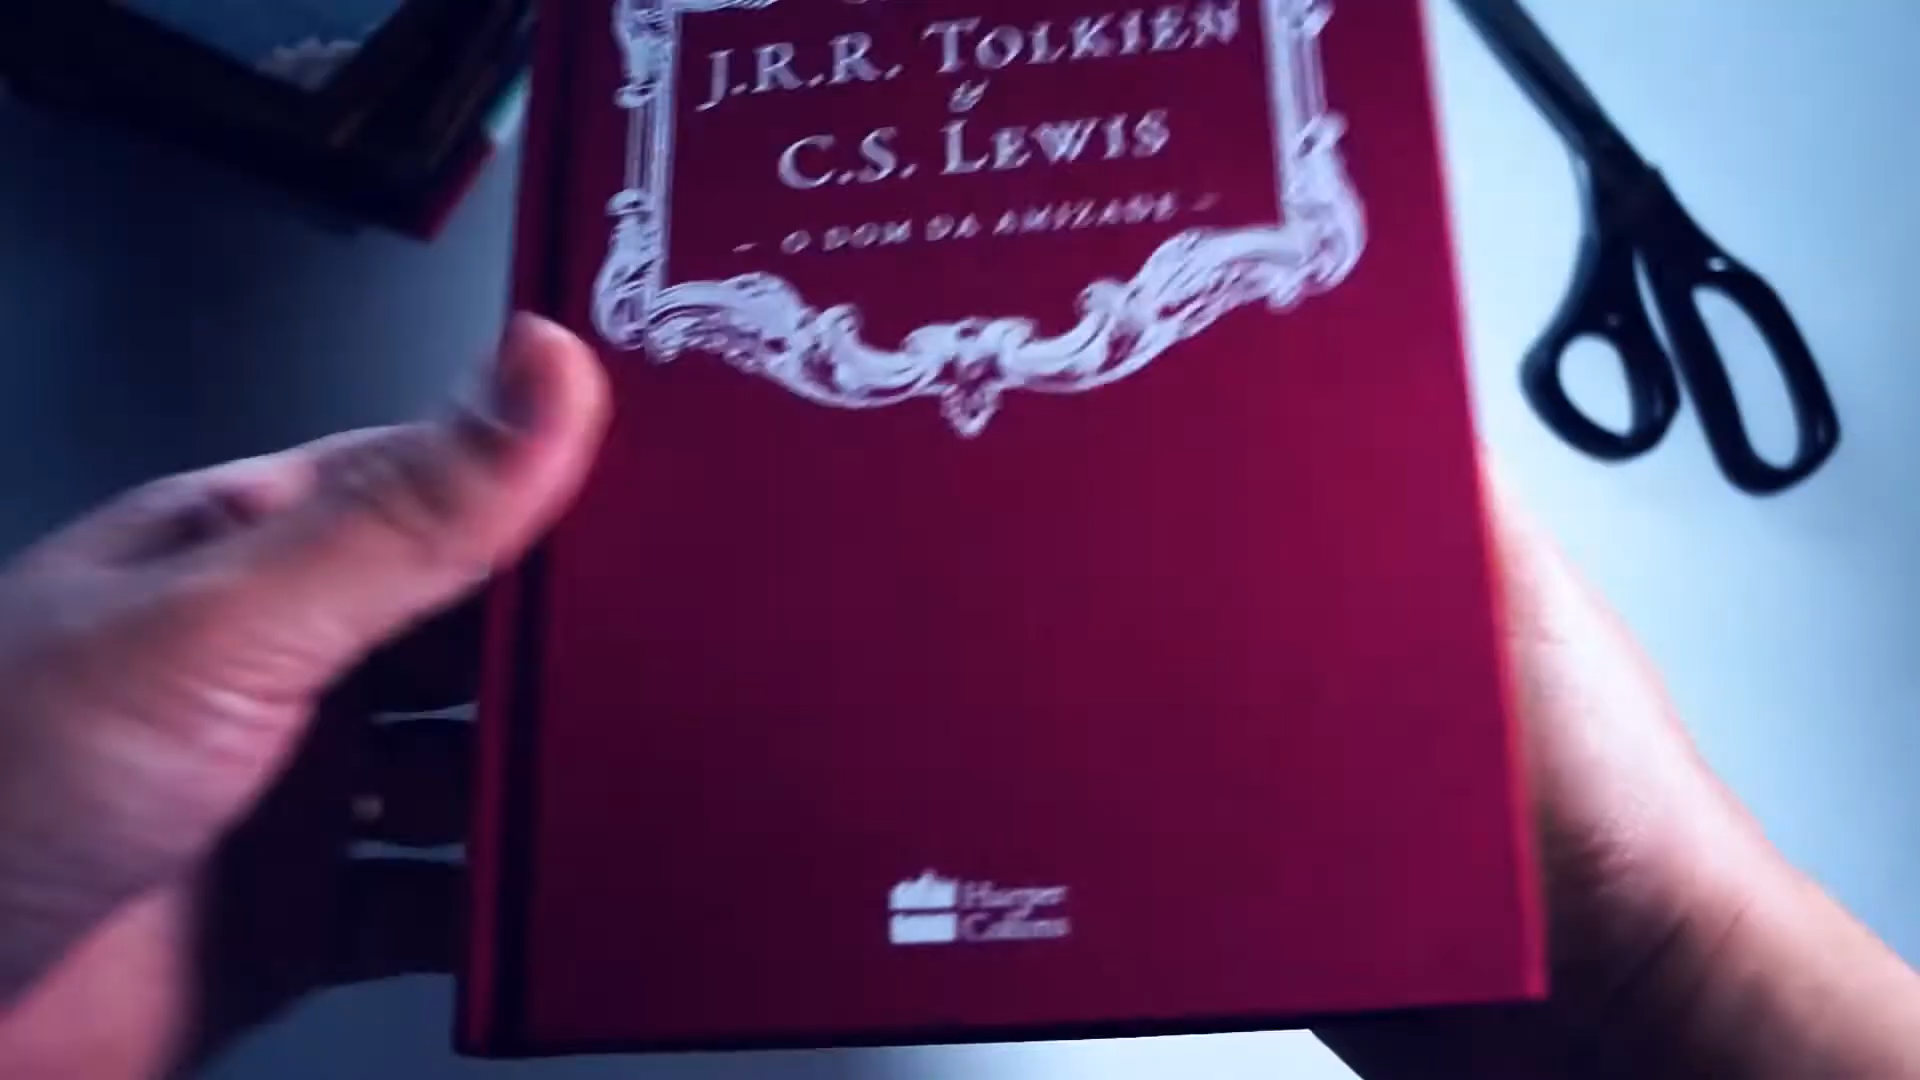 J.R.R. TOLKIEN
&
C.S. LEWIS
– O DOM DA AMIZADE –
Harper
Collins